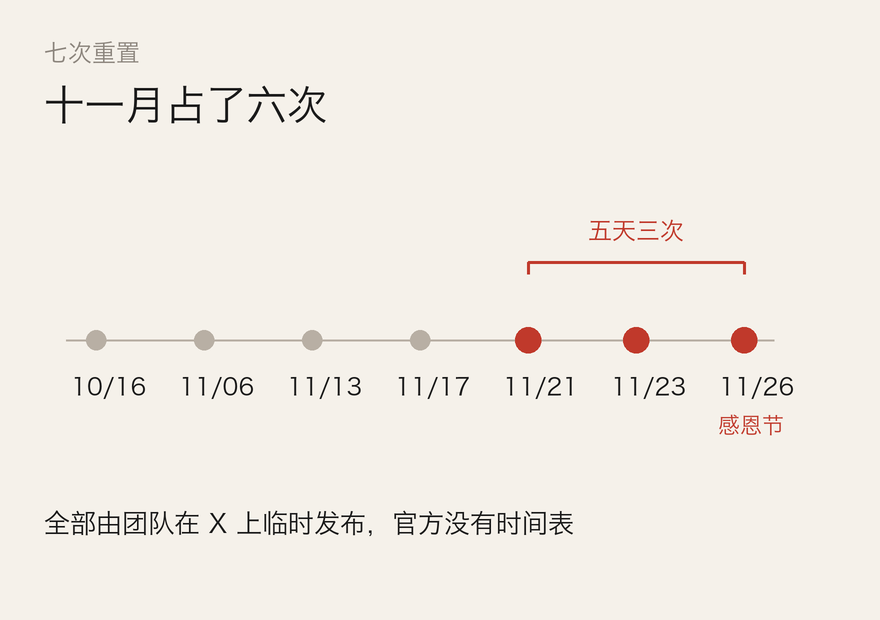 七次重置
十一月占了六次
五天三次
10/16 11/06 11/13 11/17 11/21 11/23 11/26
感恩节
全部由团队在 X 上临时发布，官方没有时间表